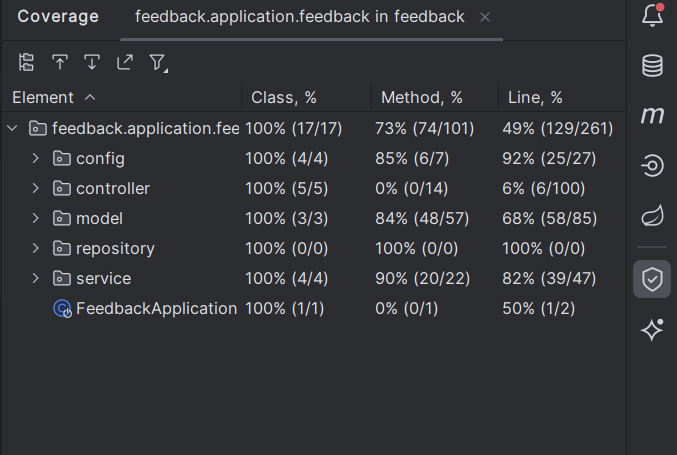 Coverage feedback.application.feedback in feedback
Element Class, % Method, % Line, %
feedback.application.fee 100% (17/17) 73% (74/101) 49% (129/261)
config 100% (4/4) 85% (6/7) 92% (25/27)
controller 100% (5/5) 0% (0/14) 6% (6/100)
model 100% (3/3) 84% (48/57) 68% (58/85)
repository 100% (0/0) 100% (0/0) 100% (0/0)
service 100% (4/4) 90% (20/22) 82% (39/47)
FeedbackApplication 100% (1/1) 0% (0/1) 50% (1/2)
m